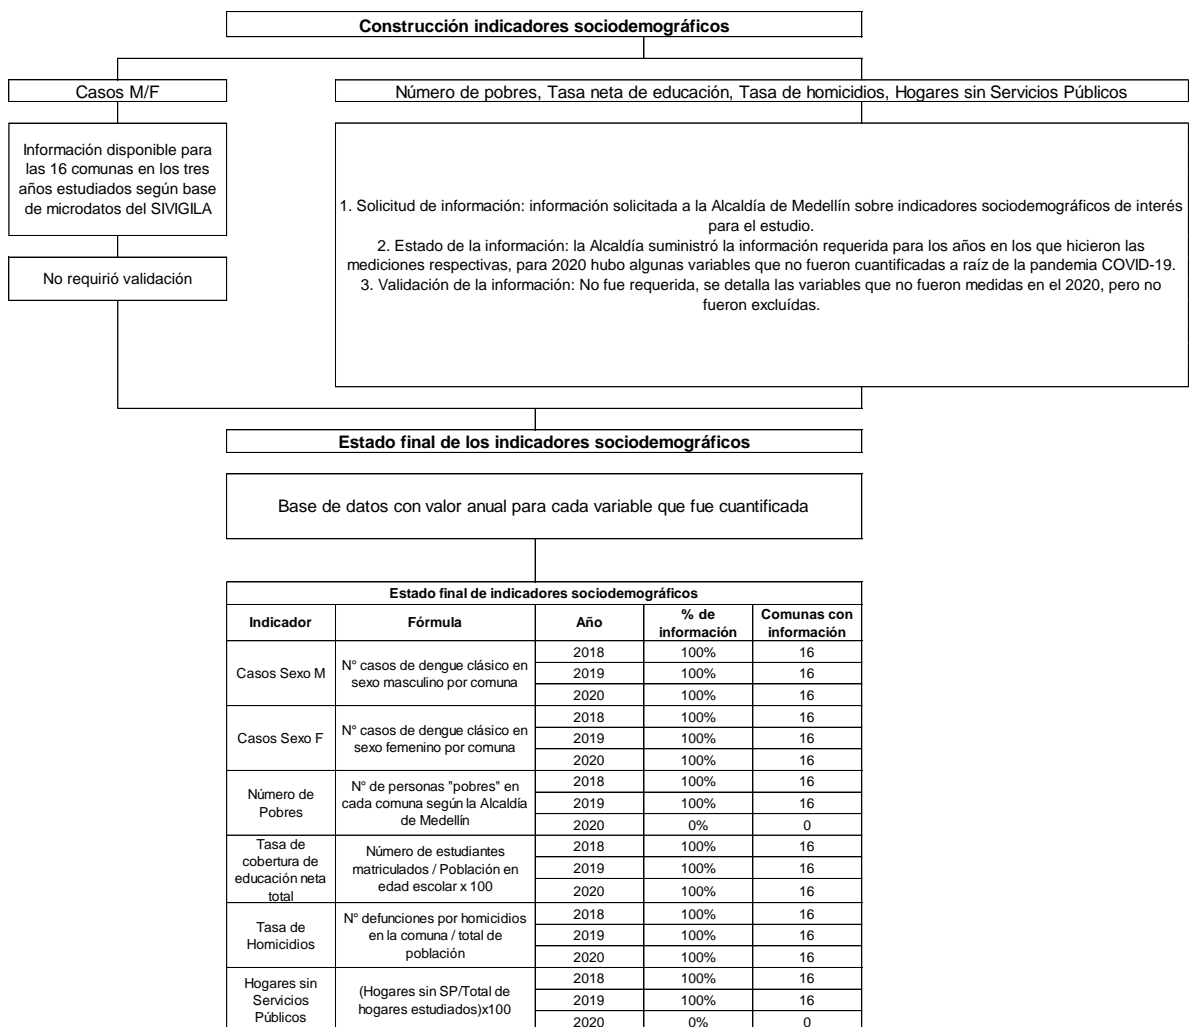 Construcción indicadores sociodemográficos
Casos M/F
Número de pobres, Tasa neta de educación, Tasa de homicidios, Hogares sin Servicios Públicos
Información disponible para
las 16 comunas en los tres
años estudiados según base
de microdatos del SIVIGILA
No requirió validación
1. Solicitud de información: información solicitada a la Alcaldía de Medellín sobre indicadores sociodemográficos de interés
para el estudio.
2. Estado de la información: la Alcaldía suministró la información requerida para los años en los que hicieron las
mediciones respectivas, para 2020 hubo algunas variables que no fueron cuantificadas a raíz de la pandemia COVID-19.
3. Validación de la información: No fue requerida, se detalla las variables que no fueron medidas en el 2020, pero no
fueron excluídas.
Estado final de los indicadores sociodemográficos
Base de datos con valor anual para cada variable que fue cuantificada
Estado final de indicadores sociodemográficos
Indicador
Fórmula
Año
% de
información
Comunas con
información
Casos Sexo M
N° casos de dengue clásico en
sexo masculino por comuna
2018 100% 16
2019 100% 16
2020 100% 16
Casos Sexo F
N° casos de dengue clásico en
sexo femenino por comuna
2018 100% 16
2019 100% 16
2020 100% 16
Número de
Pobres
N° de personas "pobres" en
cada comuna según la Alcaldía
de Medellín
2018 100% 16
2019 100% 16
2020 0% 0
Tasa de
cobertura de
educación neta
total
Número de estudiantes
matriculados / Población en
edad escolar x 100
2018 100% 16
2019 100% 16
2020 100% 16
Tasa de
Homicidios
N° defunciones por homicidios
en la comuna / total de
población
2018 100% 16
2019 100% 16
2020 100% 16
Hogares sin
Servicios
Públicos
(Hogares sin SP/Total de
hogares estudiados)x100
2018 100% 16
2019 100% 16
2020 0% 0